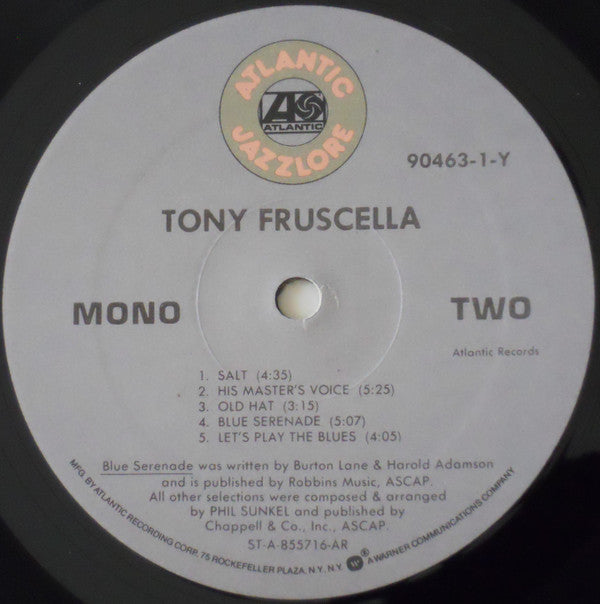 ATLANTIC
ATLANTIC
JAZZLORE
90463-1-Y
TONY FRUSCELLA
MONO
TWO
Atlantic Records
1. SALT (4:35)
2. HIS MASTER'S VOICE (5:25)
3. OLD HAT (3:15)
4. BLUE SERENADE (5:07)
5. LET'S PLAY THE BLUES (4:05)
Blue Serenade was written by Burton Lane & Harold Adamson
and is published by Robbins Music, ASCAP.
All other selections were composed & arranged
by PHIL SUNKEL and published by
Chappell & Co., Inc., ASCAP.
ST-A-855716-AR
MFG. BY ATLANTIC RECORDING CORP. 75 ROCKEFELLER PLAZA. N.Y. N.Y. W ® A WARNER COMMUNICATIONS COMPANY